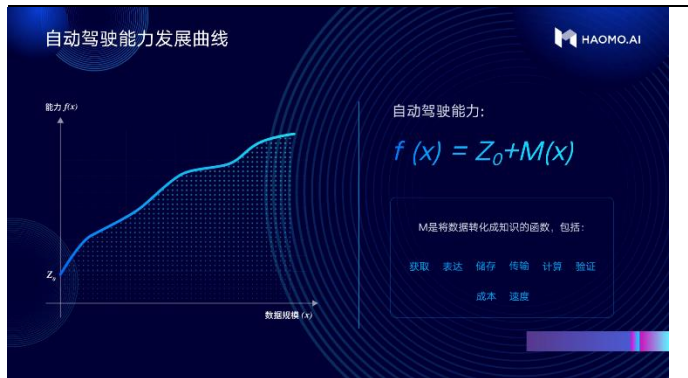 自动驾驶能力发展曲线
HAOMO.AI
能力 f(x)
Z₀
数据规模 (x)
自动驾驶能力:
f (x) = Z₀+M(x)
M是将数据转化成知识的函数，包括:
获取 表达 储存 传输 计算 验证
成本 速度